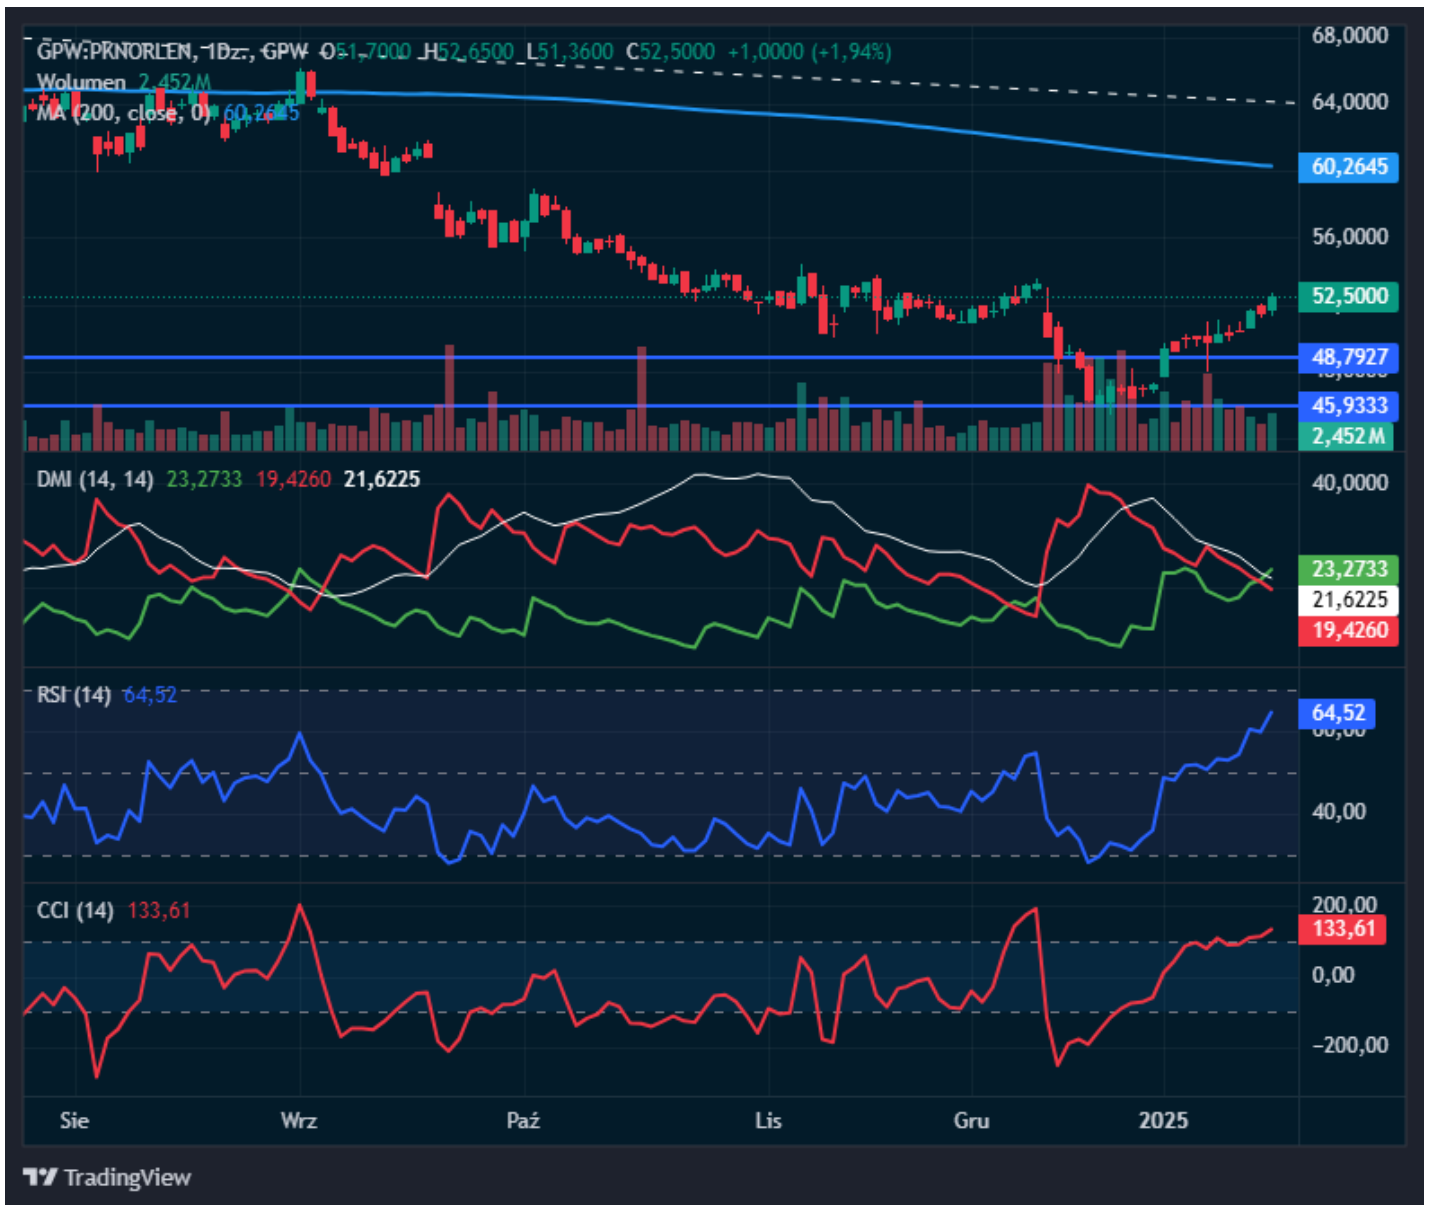 GPW:PKNORLEN, 1Dz., GPW O51,7000 H52,6500 L51,3600 C52,5000 +1,0000 (+1,94%)
Wolumen 2,452M
MA (200, close, 0) 60,2645
68,0000
64,0000
60,2645
56,0000
52,5000
48,7927
45,9333
2,452M
DMI (14, 14) 23,2733 19,4260 21,6225
40,0000
23,2733
21,6225
19,4260
RSI (14) 64,52
64,52
60,00
40,00
CCI (14) 133,61
200,00
133,61
0,00
−200,00
Sie Wrz Paź Lis Gru 2025
TradingView